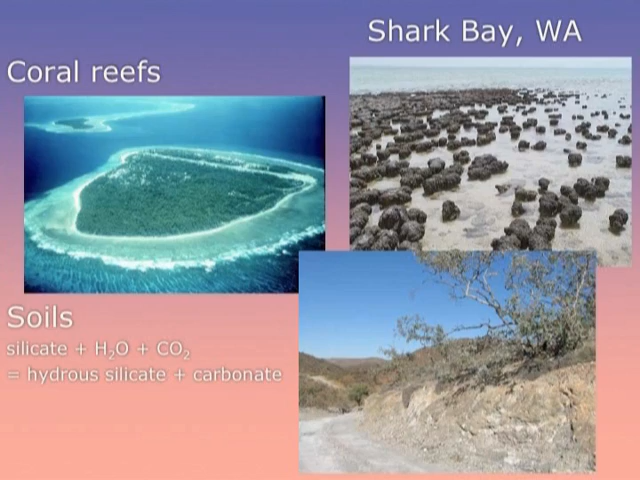 Shark Bay, WA
Coral reefs
Soils
silicate + H₂O + CO₂
= hydrous silicate + carbonate